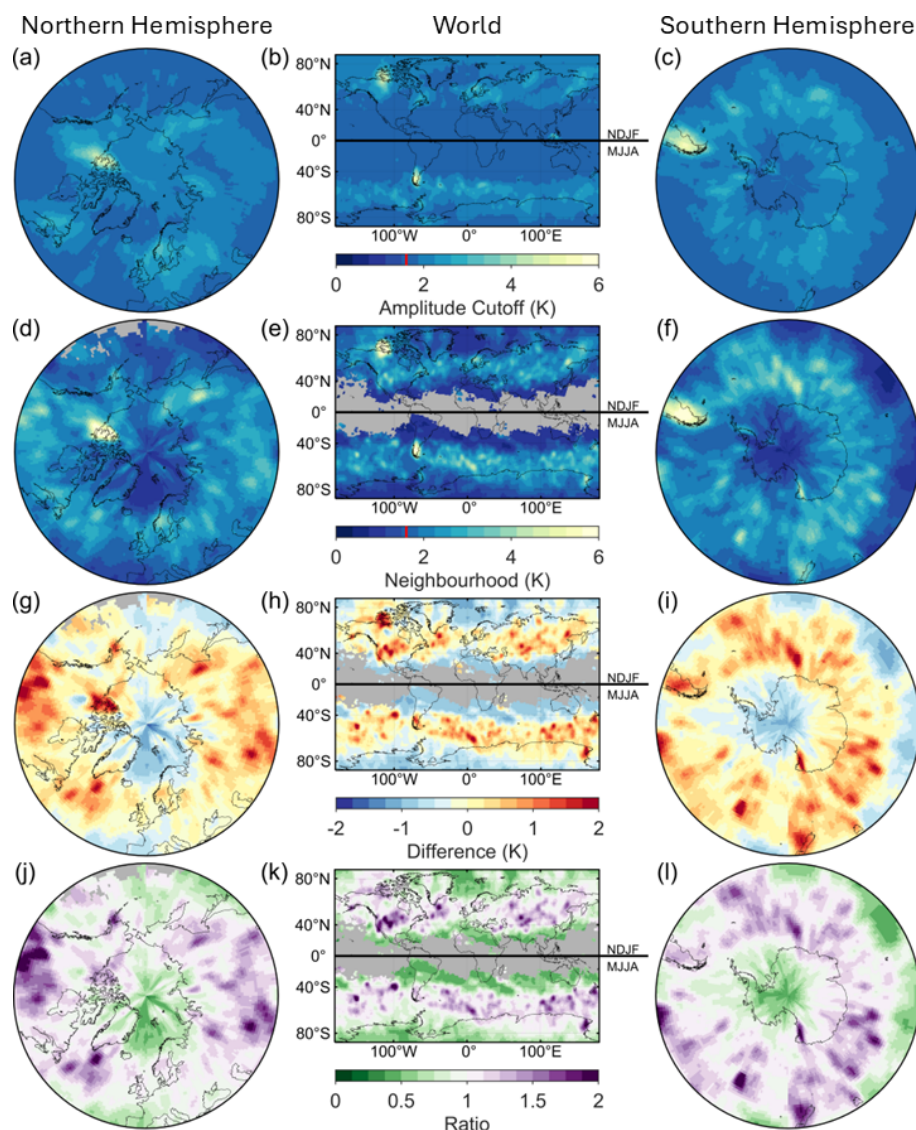 Northern Hemisphere World Southern Hemisphere
(a) (b) (c)
80°N
40°N
0° NDJF
MJJA
40°S
80°S
100°W 0° 100°E
0 2 4 6
Amplitude Cutoff (K)
(d) (e) (f)
80°N
40°N
0° NDJF
MJJA
40°S
80°S
100°W 0° 100°E
0 2 4 6
Neighbourhood (K)
(g) (h) (i)
80°N
40°N
0° NDJF
MJJA
40°S
80°S
100°W 0° 100°E
-2 -1 0 1 2
Difference (K)
(j) (k) (l)
80°N
40°N
0° NDJF
MJJA
40°S
80°S
100°W 0° 100°E
0 0.5 1 1.5 2
Ratio